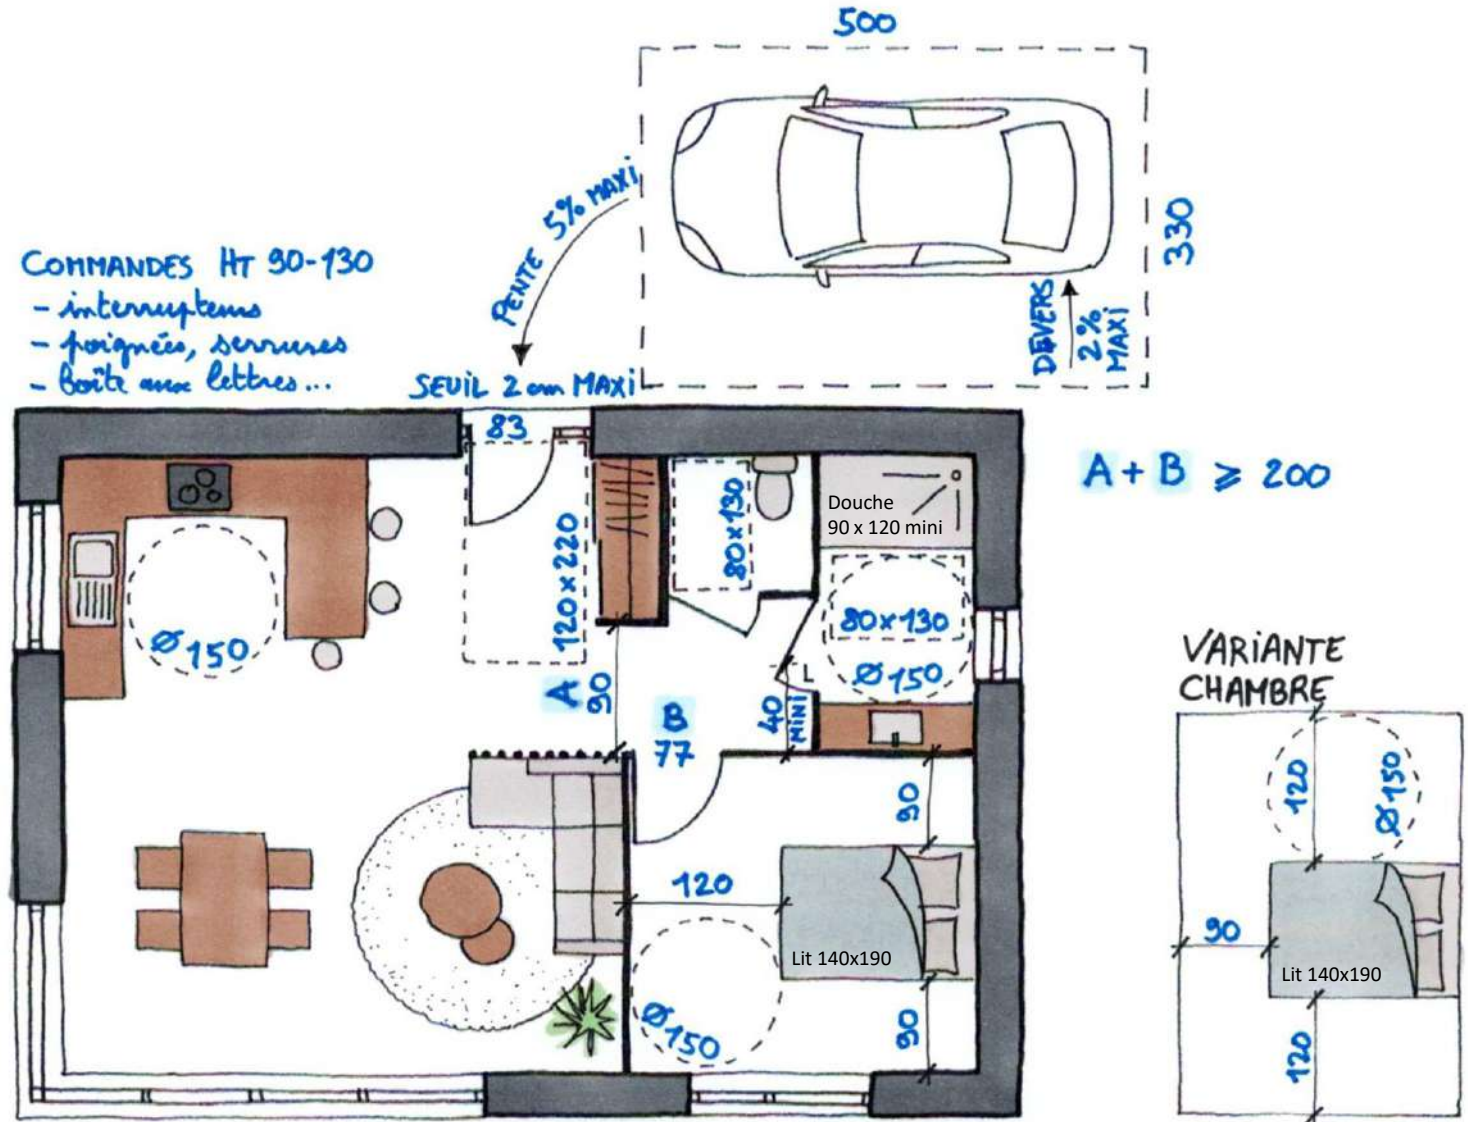 500
PENTE 5% MAXI
330
DEVERS
2%
MAXI
COMMANDES HT 90-130
- interrupteurs
- poignées, serrures
- boîte aux lettres...
SEUIL 2 cm MAXI
83
A + B ≥ 200
Douche
90 x 120 mini
80x130
120x220
Ø150
80x130
Ø150
A
90
B
77
40
MINI
L
VARIANTE
CHAMBRE
90
120
Lit 140x190
Ø150
90
120
Ø150
90
Lit 140x190
120